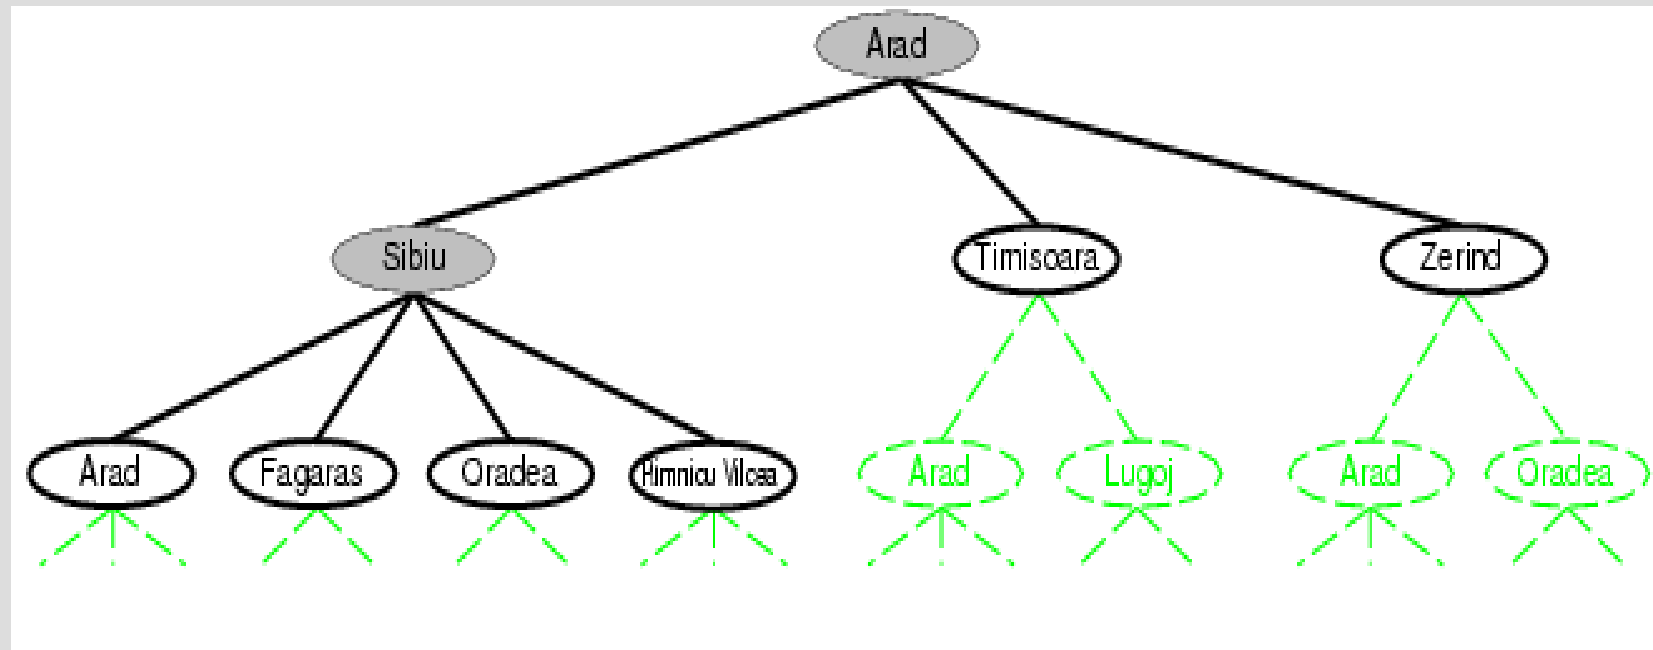 Arad
Sibiu
Timisoara
Zerind
Arad
Fagaras
Oradea
Rimnicu Vilcea
Arad
Lugoj
Arad
Oradea